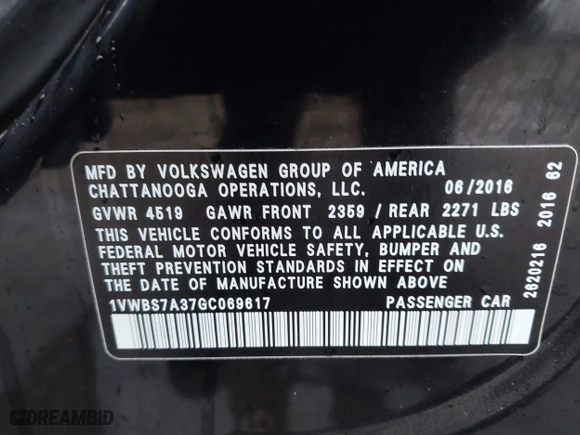 MFD BY VOLKSWAGEN GROUP OF AMERICA
CHATTANOOGA OPERATIONS, LLC. 06/2016
GVWR 4519 GAWR FRONT 2359 / REAR 2271 LBS
THIS VEHICLE CONFORMS TO ALL APPLICABLE U.S.
FEDERAL MOTOR VEHICLE SAFETY, BUMPER AND
THEFT PREVENTION STANDARDS IN EFFECT ON
THE DATE OF MANUFACTURE SHOWN ABOVE
1VWBS7A37GC069617 PASSENGER CAR
2620216 2016 62
DREAMBID